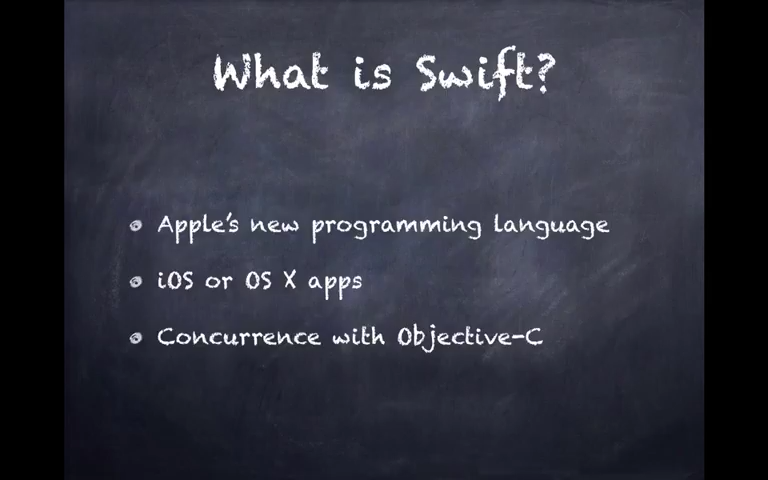 What is Swift?
Apple's new programming language
iOS or OS X apps
Concurrence with Objective-C